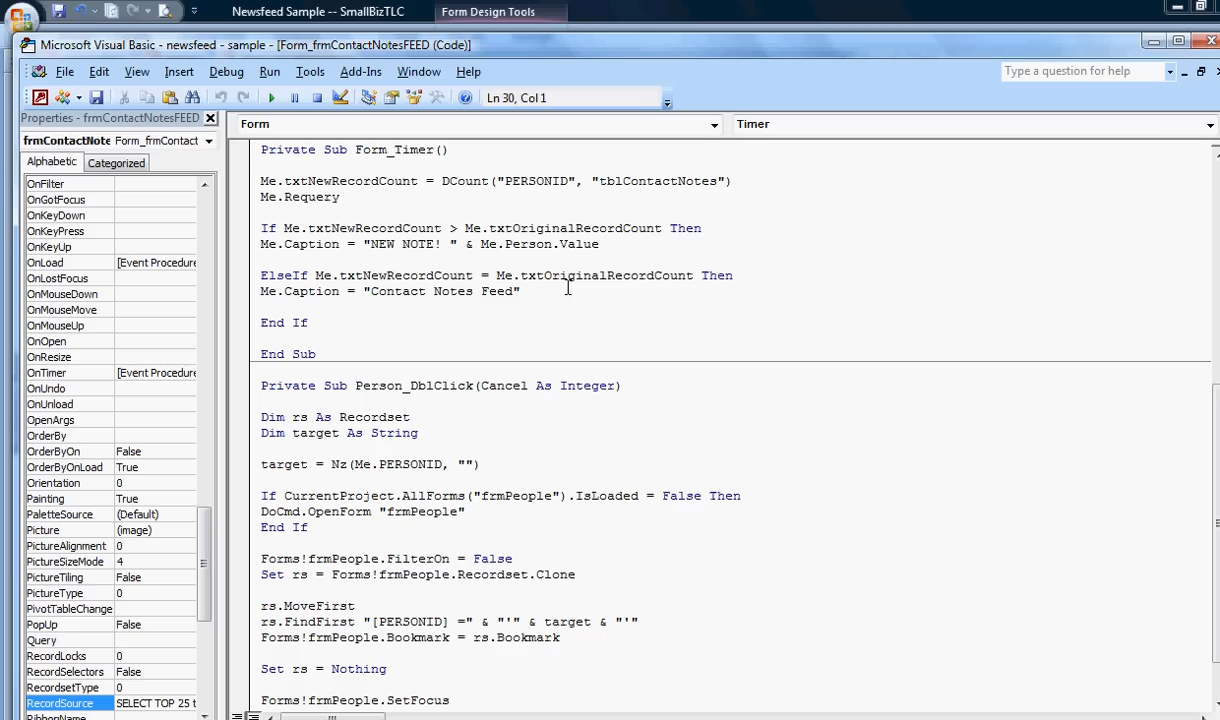 Newsfeed Sample -- SmallBizTLC
Form Design Tools
Microsoft Visual Basic - newsfeed - sample - [Form_frmContactNotesFEED (Code)]
File Edit View Insert Debug Run Tools Add-Ins Window Help
Type a question for help
Ln 30, Col 1
Properties - frmContactNotesFEED
frmContactNote Form_frmContact
Alphabetic Categorized
OnFilter
OnGotFocus
OnKeyDown
OnKeyPress
OnKeyUp
OnLoad [Event Procedure
OnLostFocus
OnMouseDown
OnMouseMove
OnMouseUp
OnOpen
OnResize
OnTimer [Event Procedure
OnUndo
OnUnload
OpenArgs
OrderBy
OrderByOn False
OrderByOnLoad True
Orientation 0
Painting True
PaletteSource (Default)
Picture (image)
PictureAlignment 0
PictureSizeMode 4
PictureTiling False
PictureType 0
PivotTableChange
PopUp False
Query
RecordLocks 0
RecordSelectors False
RecordsetType 0
RecordSource SELECT TOP 25 t
RibbonName
Form
Timer
Private Sub Form_Timer()
Me.txtNewRecordCount = DCount("PERSONID", "tblContactNotes")
Me.Requery
If Me.txtNewRecordCount > Me.txtOriginalRecordCount Then
Me.Caption = "NEW NOTE! " & Me.Person.Value
ElseIf Me.txtNewRecordCount = Me.txtOriginalRecordCount Then
Me.Caption = "Contact Notes Feed"
End If
End Sub
Private Sub Person_DblClick(Cancel As Integer)
Dim rs As Recordset
Dim target As String
target = Nz(Me.PERSONID, "")
If CurrentProject.AllForms("frmPeople").IsLoaded = False Then
DoCmd.OpenForm "frmPeople"
End If
Forms!frmPeople.FilterOn = False
Set rs = Forms!frmPeople.Recordset.Clone
rs.MoveFirst
rs.FindFirst "[PERSONID] =" & "'" & target & "'"
Forms!frmPeople.Bookmark = rs.Bookmark
Set rs = Nothing
Forms!frmPeople.SetFocus